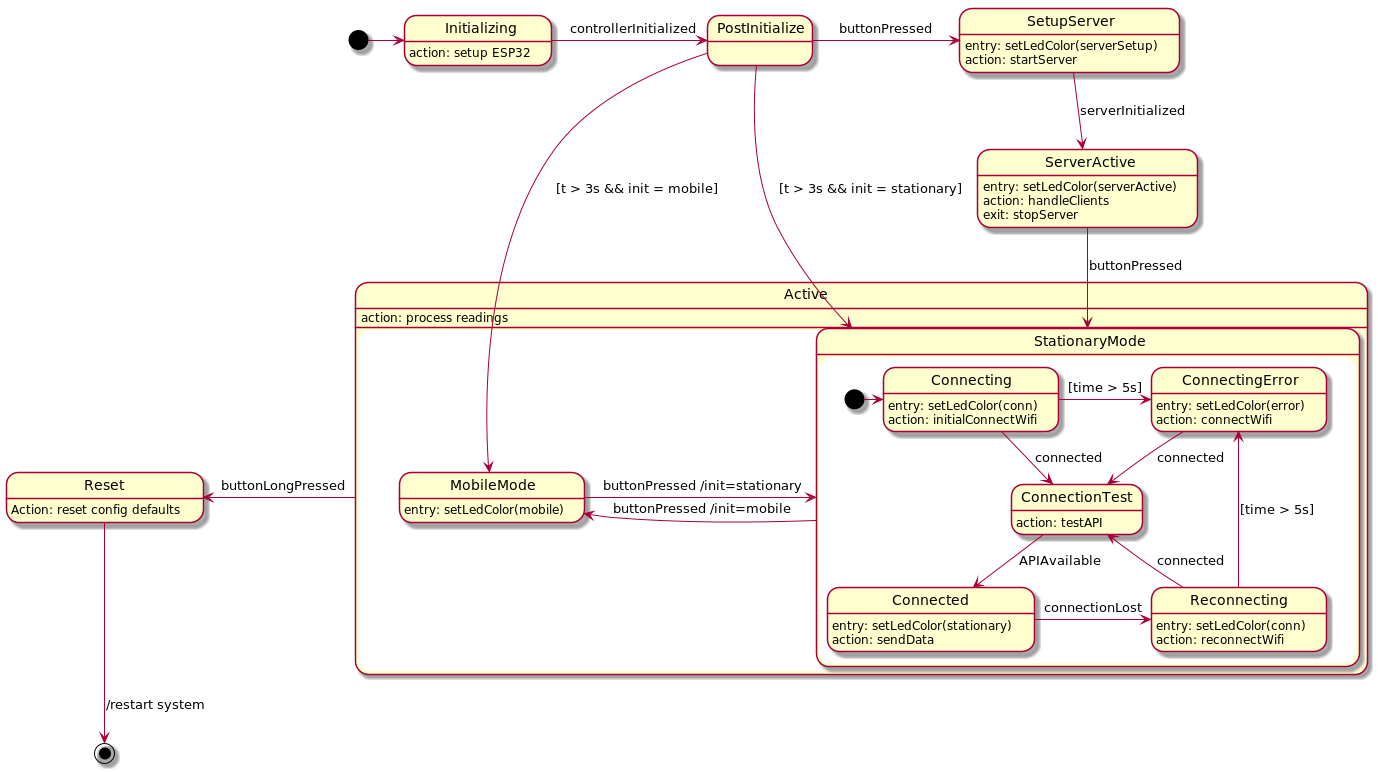 Initializing
action: setup ESP32
controllerInitialized
PostInitialize
buttonPressed
SetupServer
entry: setLedColor(serverSetup)
action: startServer
serverInitialized
ServerActive
entry: setLedColor(serverActive)
action: handleClients
exit: stopServer
[t > 3s && init = mobile]
[t > 3s && init = stationary]
buttonPressed
Active
action: process readings
StationaryMode
Connecting
entry: setLedColor(conn)
action: initialConnectWifi
[time > 5s]
ConnectingError
entry: setLedColor(error)
action: connectWifi
connected
connected
Reset
Action: reset config defaults
buttonLongPressed
MobileMode
entry: setLedColor(mobile)
buttonPressed /init=stationary
buttonPressed /init=mobile
ConnectionTest
action: testAPI
[time > 5s]
APIAvailable
connected
Connected
entry: setLedColor(stationary)
action: sendData
connectionLost
Reconnecting
entry: setLedColor(conn)
action: reconnectWifi
/restart system